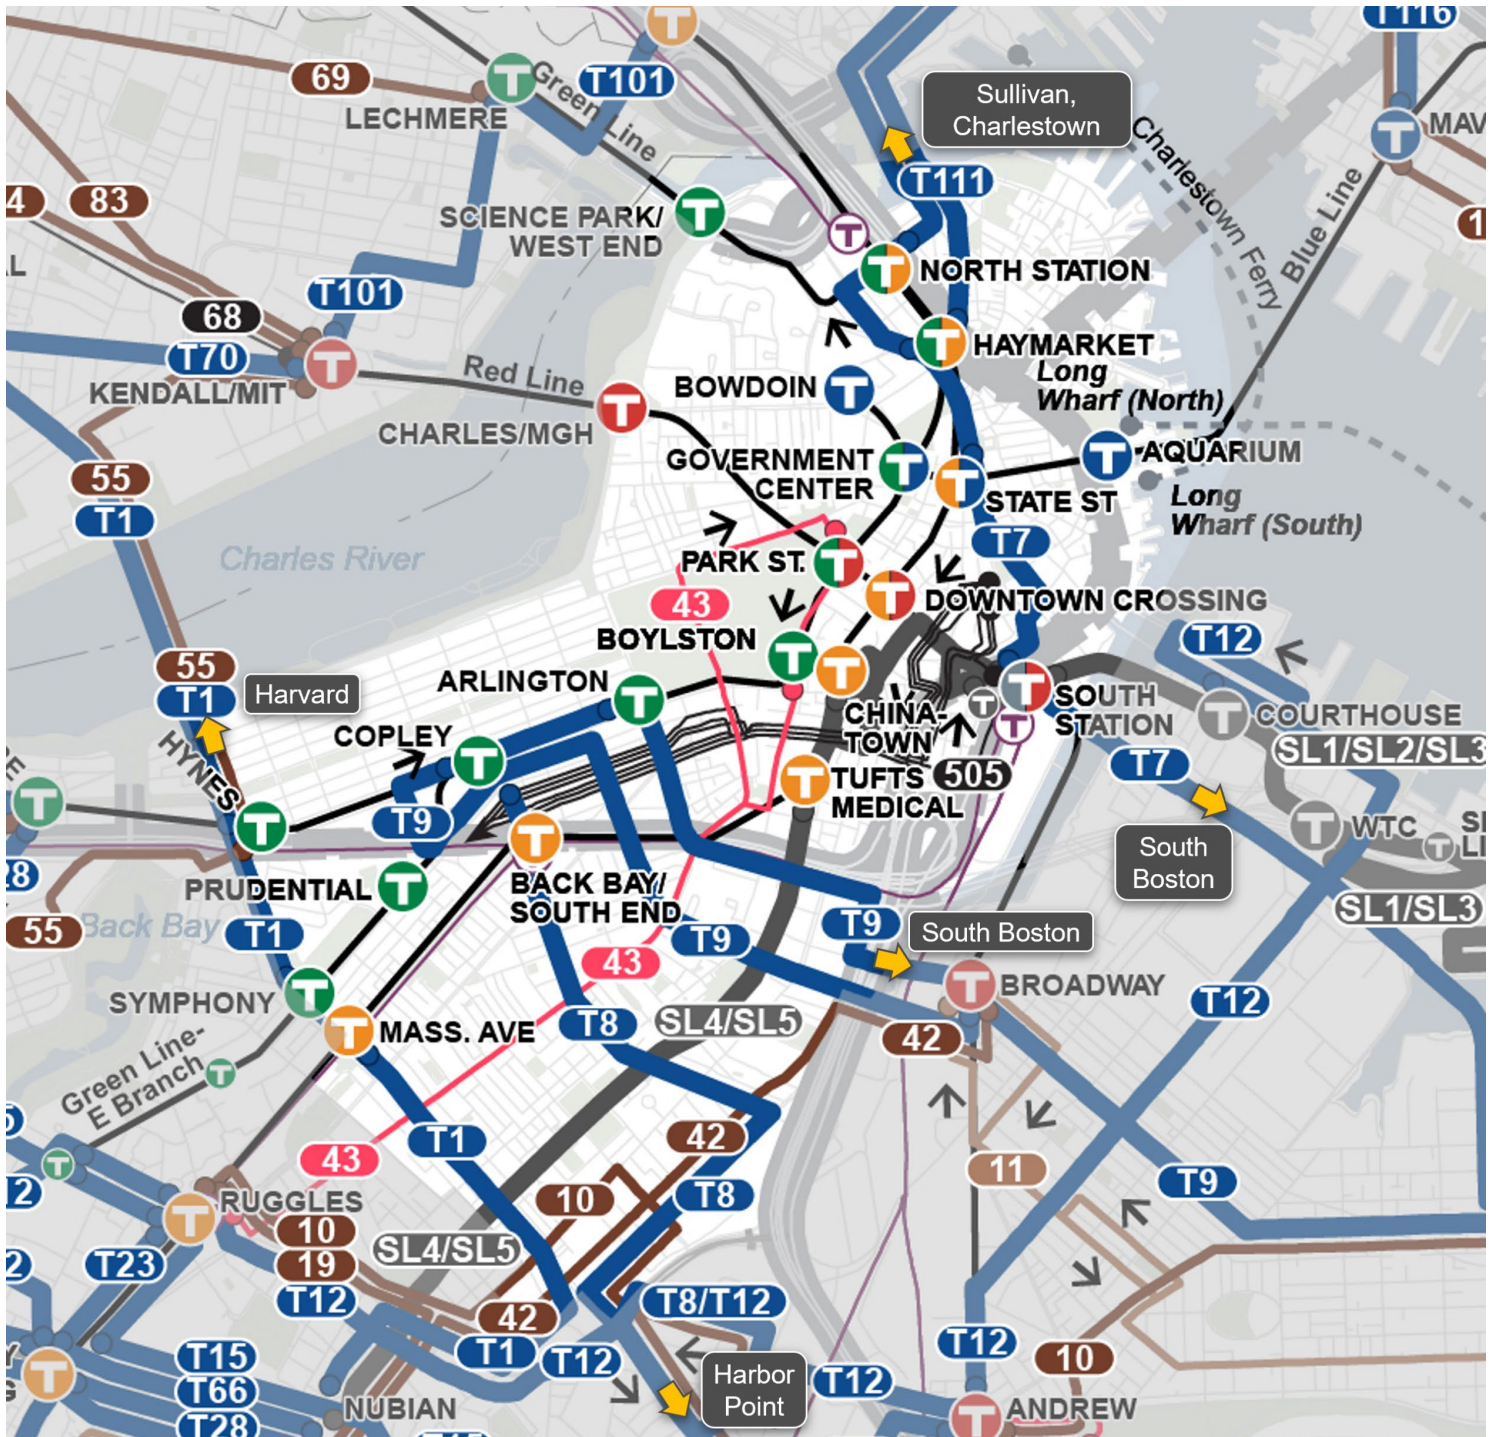 T116
69
Green Line
T101
LECHMERE
Sullivan,
Charlestown
Charlestown Ferry
MAV
T111
4
83
SCIENCE PARK/
WEST END
T
NORTH STATION
Blue Line
T101
68
T70
KENDALL/MIT
Red Line
HAYMARKET
Long
Wharf (North)
BOWDOIN
CHARLES/MGH
GOVERNMENT
CENTER
AQUARIUM
STATE ST
Long
Wharf (South)
55
T1
T7
Charles River
PARK ST.
43
DOWNTOWN CROSSING
T12
BOYLSTON
55
T1
Harvard
ARLINGTON
SOUTH
STATION
COURTHOUSE
CHINA-
TOWN
COPLEY
HYNES
SL1/SL2/SL3
T7
505
TUFTS
MEDICAL
T9
WTC
South
Boston
28
PRUDENTIAL
BACK BAY/
SOUTH END
SL1/SL3
55
Back Bay
T1
T9
T9
South Boston
43
BROADWAY
SYMPHONY
T12
MASS. AVE
T8
SL4/SL5
42
Green Line-
E Branch
43
T1
42
11
T9
10
T8
RUGGLES
10
SL4/SL5
T23
19
T12
42
T8/T12
T1
T12
T12
10
T15
T66
T28
Harbor
Point
T12
NUBIAN
ANDREW